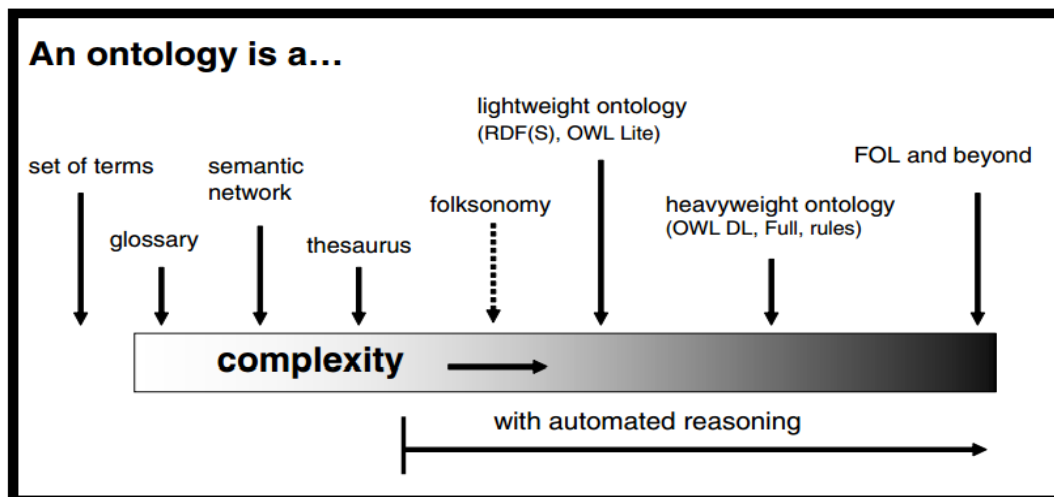 An ontology is a...
lightweight ontology
(RDF(S), OWL Lite)
set of terms
semantic
network
FOL and beyond
folksonomy
heavyweight ontology
(OWL DL, Full, rules)
glossary
thesaurus
complexity
with automated reasoning